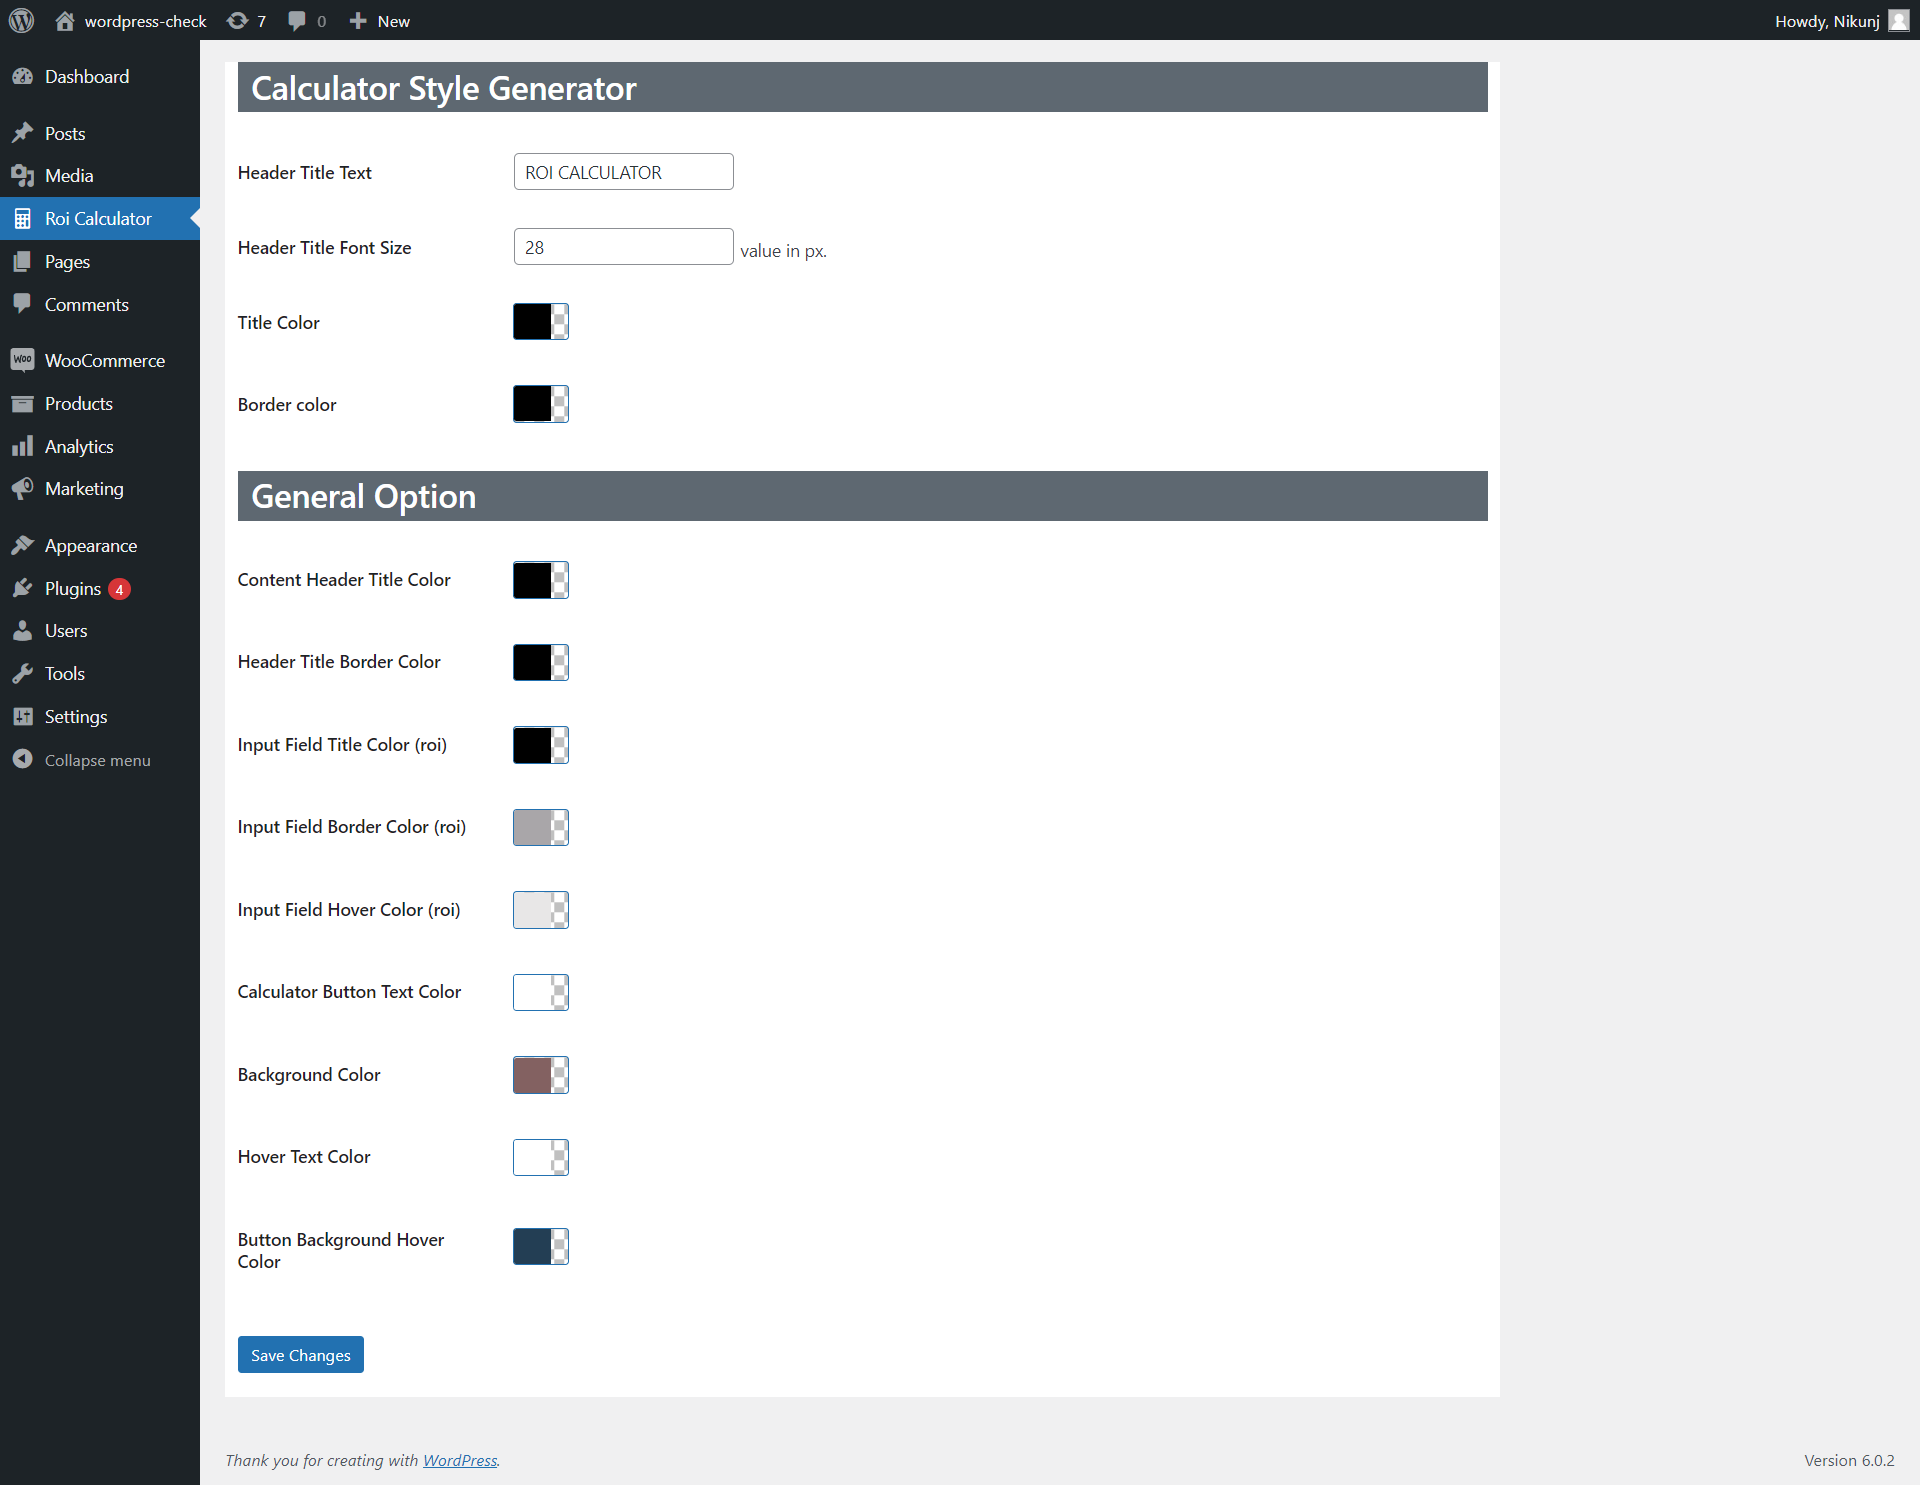 wordpress-check 7 0 New Howdy, Nikunj
Dashboard
Posts
Media
Roi Calculator
Pages
Comments
Woo WooCommerce
Products
Analytics
Marketing
Appearance
Plugins 4
Users
Tools
Settings
Collapse menu
Calculator Style Generator
Header Title Text ROI CALCULATOR
Header Title Font Size 28 value in px.
Title Color
Border color
General Option
Content Header Title Color
Header Title Border Color
Input Field Title Color (roi)
Input Field Border Color (roi)
Input Field Hover Color (roi)
Calculator Button Text Color
Background Color
Hover Text Color
Button Background Hover
Color
Save Changes
Thank you for creating with WordPress. Version 6.0.2